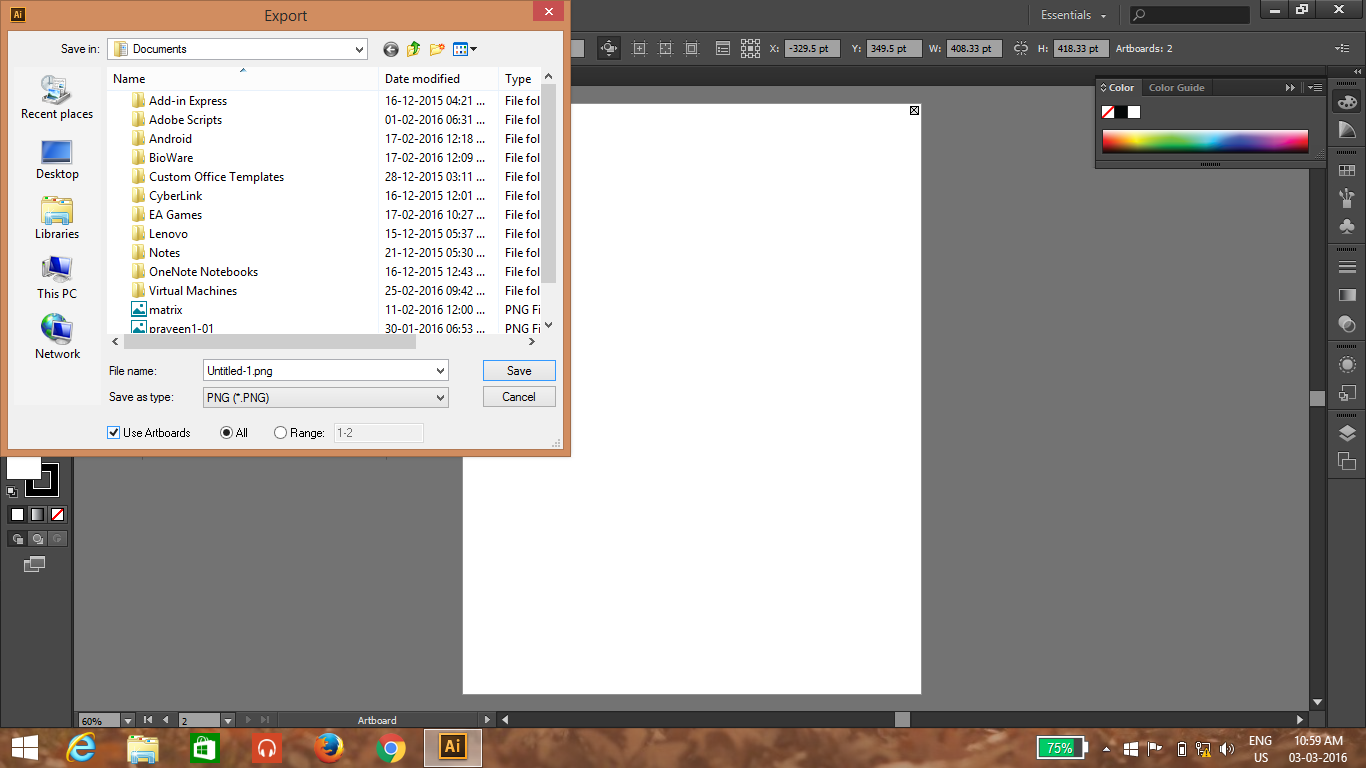 Ai
Export
Essentials
Save in:
Documents
X: -329.5 pt
Y: 349.5 pt
W: 408.33 pt
H: 418.33 pt
Artboards: 2
Name
Date modified
Type
Color
Color Guide
Recent places
Desktop
Libraries
This PC
Network
Add-in Express 16-12-2015 04:21 ... File fol
Adobe Scripts 01-02-2016 06:31 ... File fol
Android 17-02-2016 12:18 ... File fol
BioWare 17-02-2016 12:09 ... File fol
Custom Office Templates 28-12-2015 03:11 ... File fol
CyberLink 16-12-2015 12:01 ... File fol
EA Games 17-02-2016 10:27 ... File fol
Lenovo 15-12-2015 05:37 ... File fol
Notes 21-12-2015 05:30 ... File fol
OneNote Notebooks 16-12-2015 12:43 ... File fol
Virtual Machines 25-02-2016 09:42 ... File fol
matrix 11-02-2016 12:00 ... PNG Fi
praveen1-01 30-01-2016 06:53 ... PNG Fi
File name:
Untitled-1.png
Save
Save as type:
PNG (*.PNG)
Cancel
Use Artboards
All
Range:
1-2
60%
2
Artboard
Ai
75%
ENG
US
10:59 AM
03-03-2016